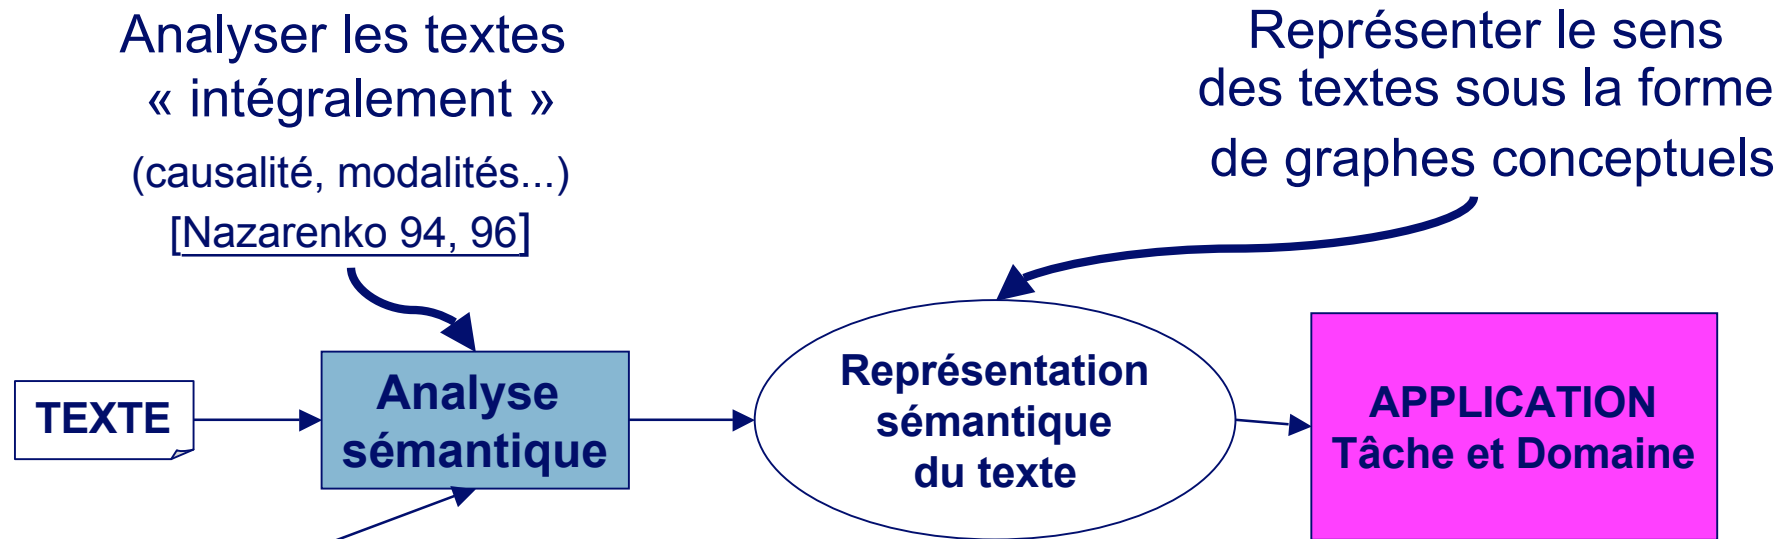 Analyser les textes
« intégralement »
(causalité, modalités...)
[Nazarenko 94, 96]
Représenter le sens
des textes sous la forme
de graphes conceptuels
TEXTE
Analyse
sémantique
Représentation
sémantique
du texte
APPLICATION
Tâche et Domaine